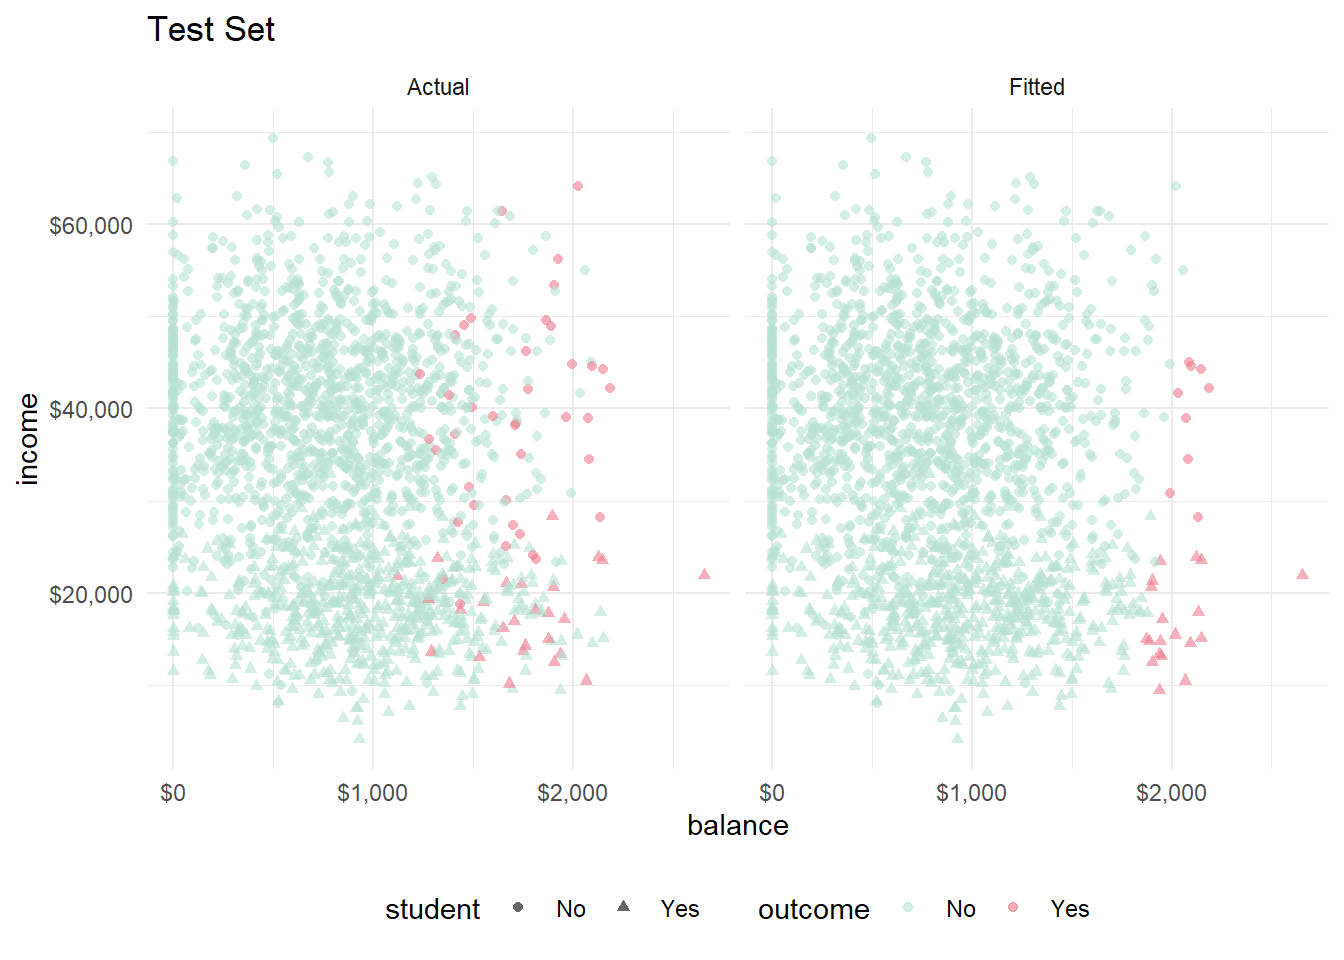 Test Set
Actual
Fitted
income
$60,000
$40,000
$20,000
$0
$1,000
$2,000
$0
$1,000
$2,000
balance
student No Yes outcome No Yes